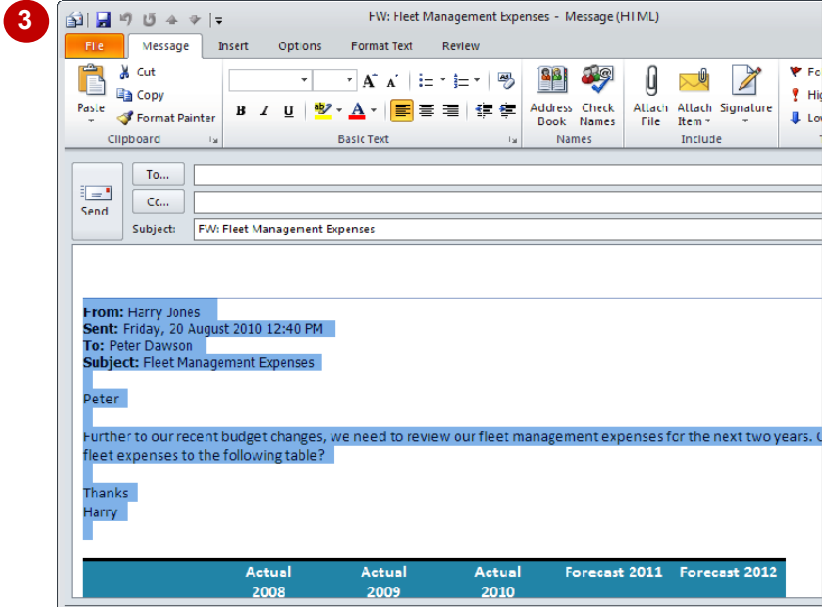 3
FW: Fleet Management Expenses - Message (HTML)
File Message Insert Options Format Text Review
Paste
Cut
Copy
Format Painter
Clipboard
A A
B I U ab A
Basic Text
Address Book
Check Names
Names
Attach File
Attach Item
Signature
Include
Fo
Hig
Lov
Send
To...
Cc...
Subject: FW: Fleet Management Expenses
From: Harry Jones
Sent: Friday, 20 August 2010 12:40 PM
To: Peter Dawson
Subject: Fleet Management Expenses
Peter
Further to our recent budget changes, we need to review our fleet management expenses for the next two years.
fleet expenses to the following table?
Thanks
Harry
Actual Actual Actual Forecast 2011 Forecast 2012
2008 2009 2010